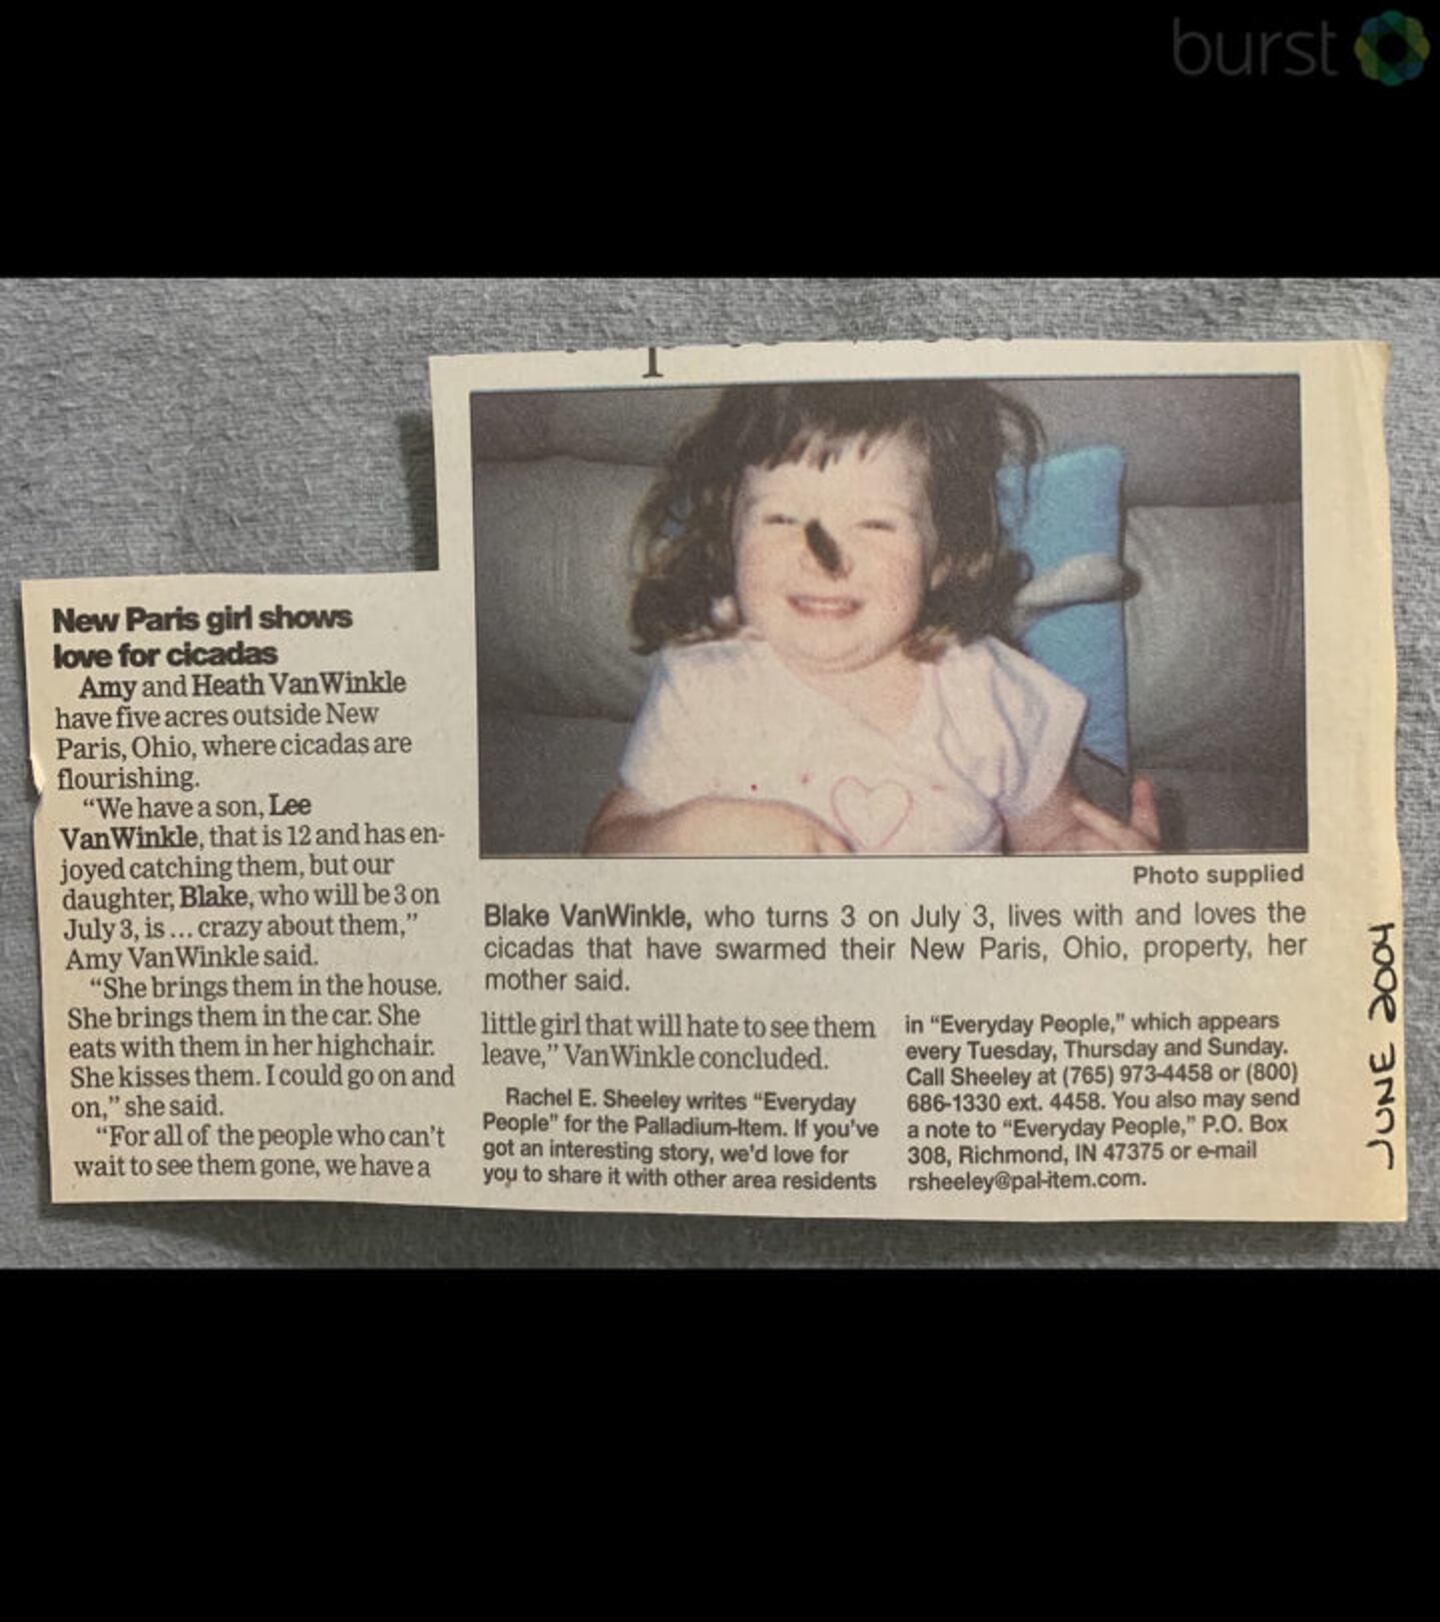 burst
New Paris girl shows
love for cicadas
Amy and Heath VanWinkle
have five acres outside New
Paris, Ohio, where cicadas are
flourishing.
“We have a son, Lee
VanWinkle, that is 12 and has en-
joyed catching them, but our
daughter, Blake, who will be 3 on
July 3, is ... crazy about them,”
Amy VanWinkle said.
“She brings them in the house.
She brings them in the car. She
eats with them in her highchair.
She kisses them. I could go on and
on,” she said.
“For all of the people who can’t
wait to see them gone, we have a
Photo supplied
Blake VanWinkle, who turns 3 on July 3, lives with and loves the
cicadas that have swarmed their New Paris, Ohio, property, her
mother said.
little girl that will hate to see them
leave,” VanWinkle concluded.
Rachel E. Sheeley writes “Everyday
People” for the Palladium-Item. If you’ve
got an interesting story, we’d love for
you to share it with other area residents
in “Everyday People,” which appears
every Tuesday, Thursday and Sunday.
Call Sheeley at (765) 973-4458 or (800)
686-1330 ext. 4458. You also may send
a note to “Everyday People,” P.O. Box
308, Richmond, IN 47375 or e-mail
rsheeley@pal-item.com.
JUNE 2004